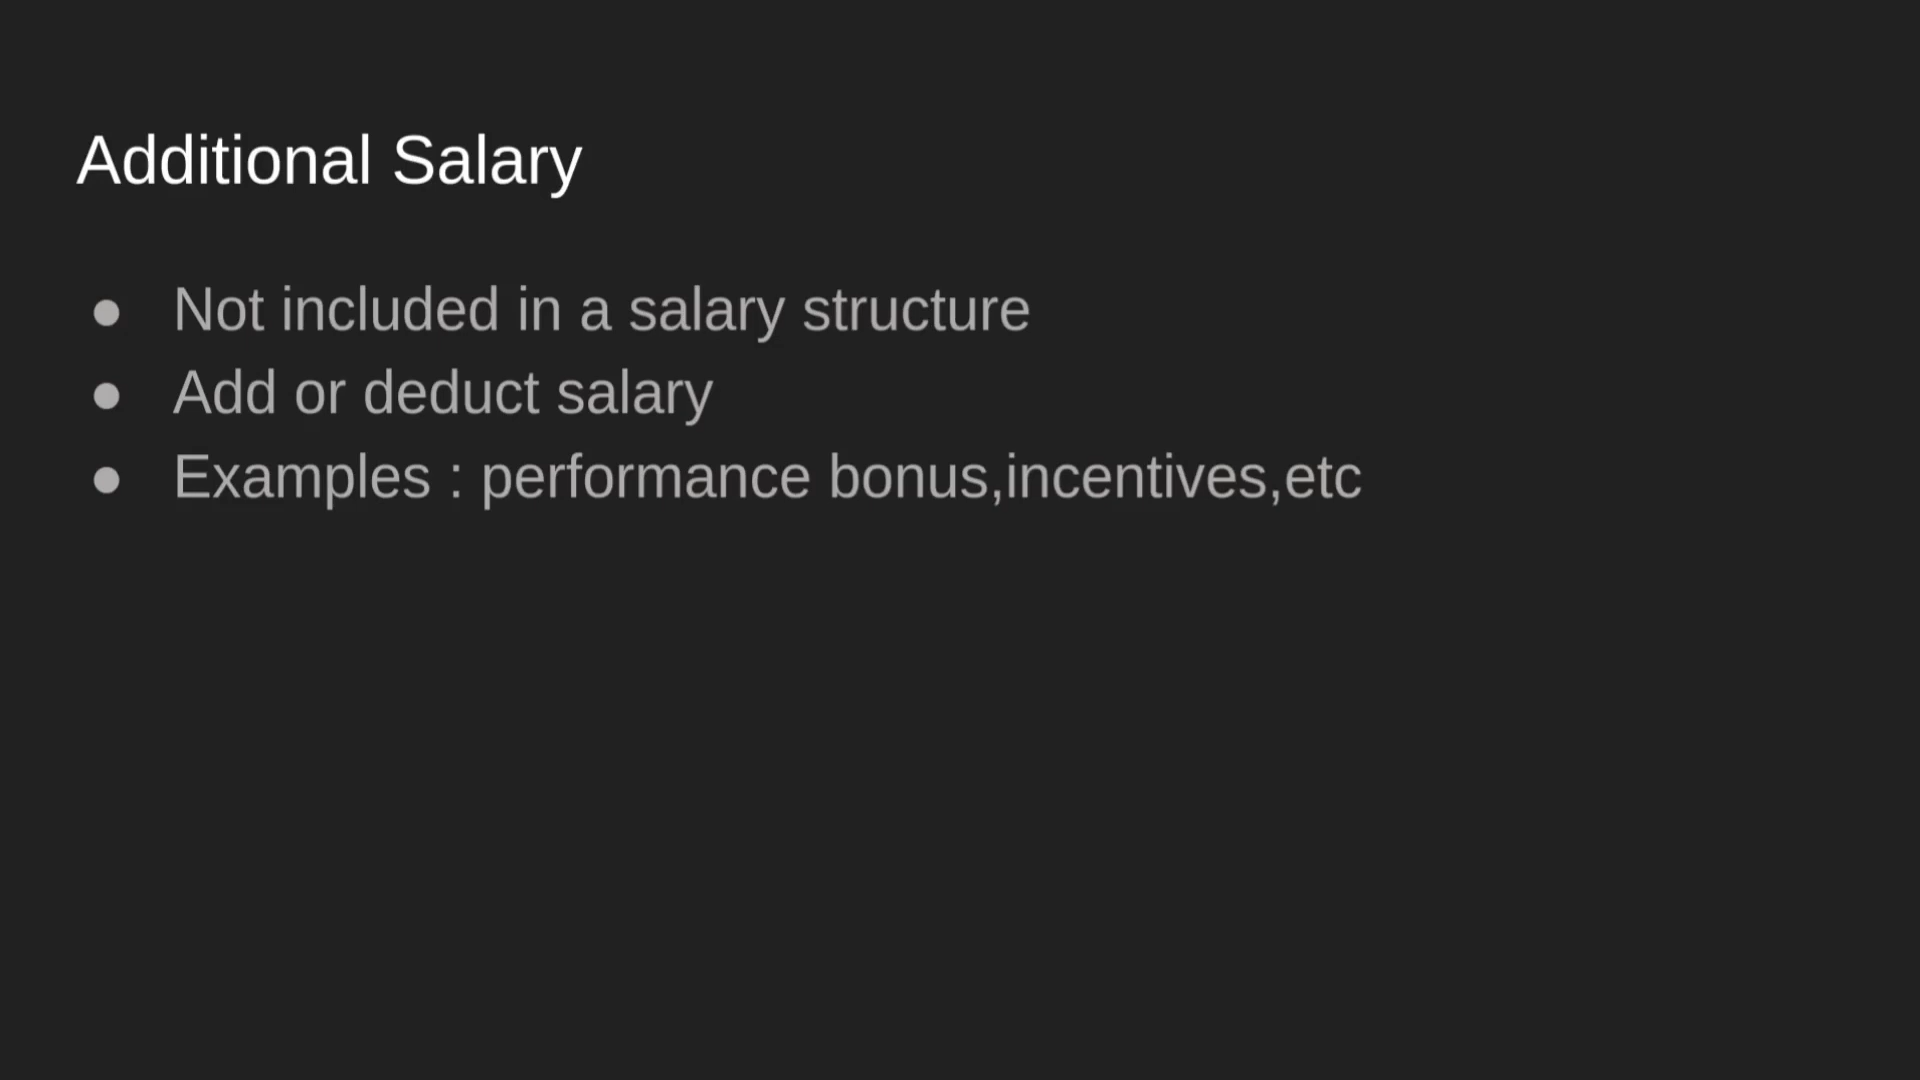 Additional Salary
● Not included in a salary structure
● Add or deduct salary
● Examples : performance bonus,incentives,etc